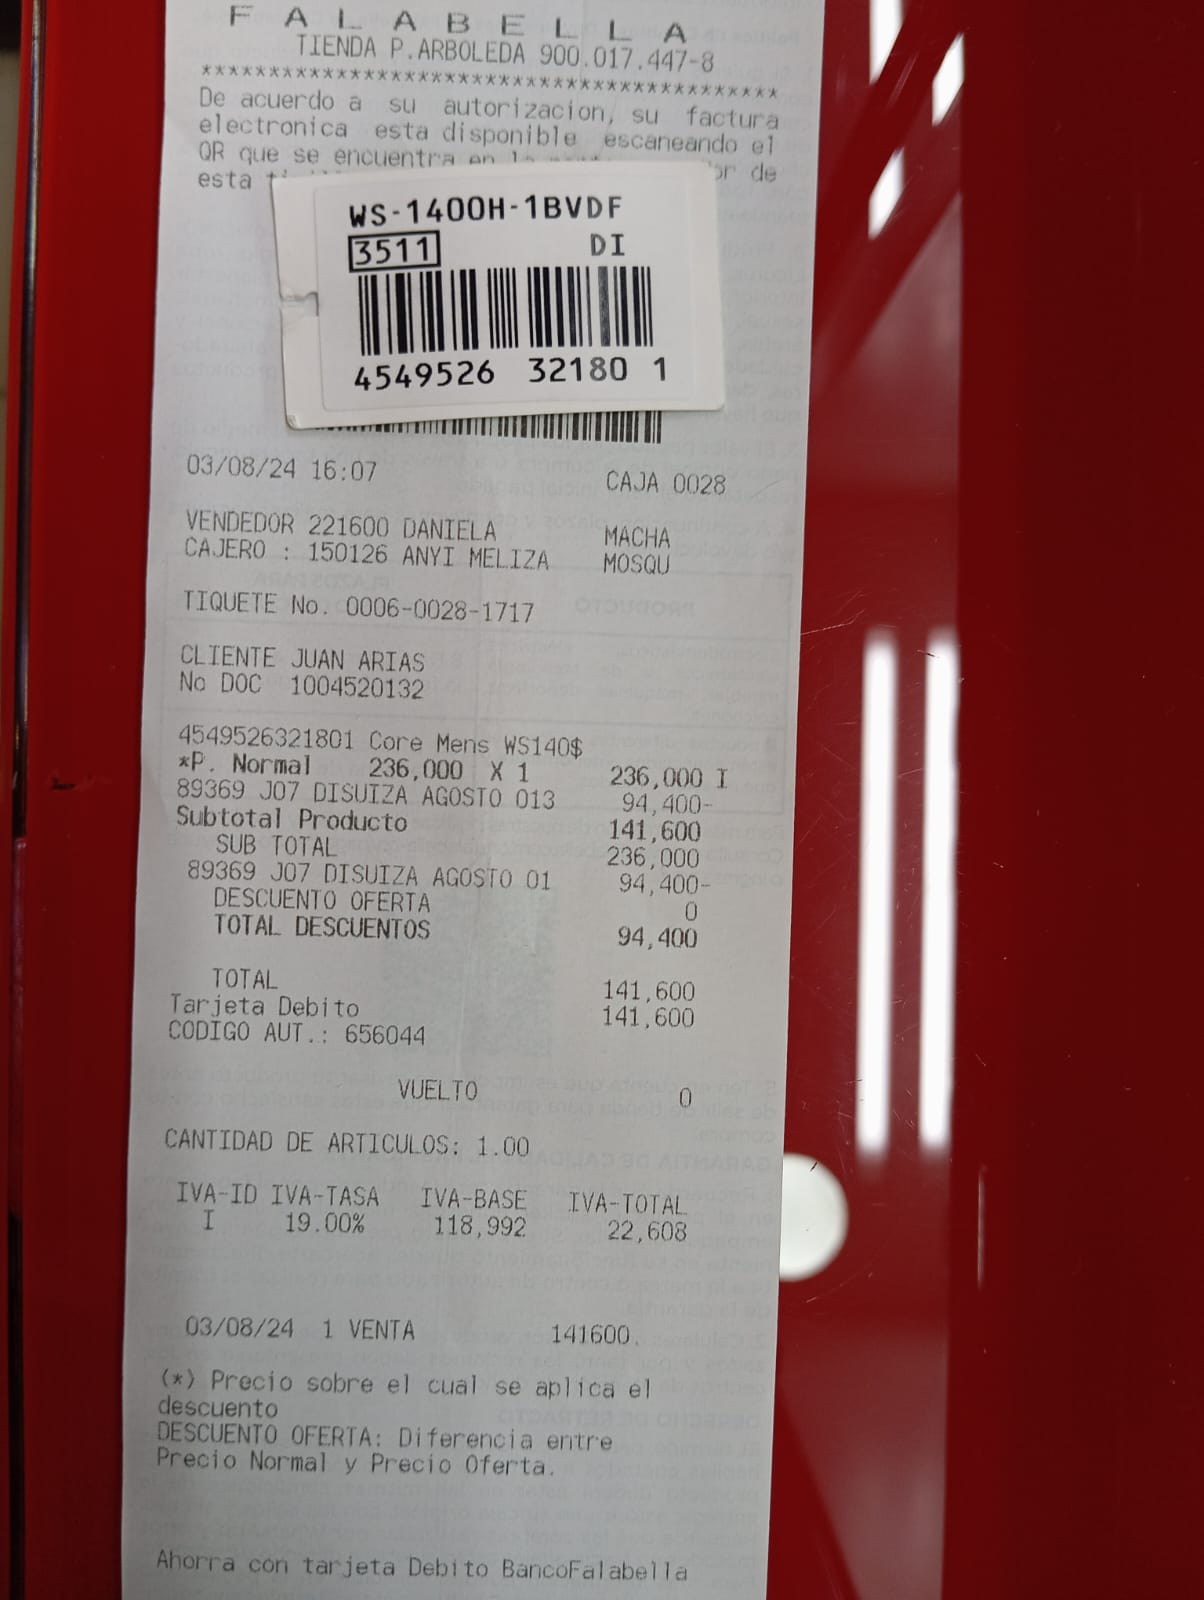 F A L A B E L L A
TIENDA P.ARBOLEDA 900.017.447-8
*******************************************
De acuerdo a su autorizacion, su factura
electronica esta disponible escaneando el
QR que se encuentra en de
esta
WS-1400H-1BVDF
3511 DI
4549526 32180 1
03/08/24 16:07 CAJA 0028
VENDEDOR 221600 DANIELA MACHA
CAJERO : 150126 ANYI MELIZA MOSQU
TIQUETE No. 0006-0028-1717
CLIENTE JUAN ARIAS
No DOC 1004520132
4549526321801 Core Mens WS140$
*P. Normal 236,000 X 1 236,000 I
89369 J07 DISUIZA AGOSTO 013 94,400-
Subtotal Producto 141,600
SUB TOTAL 236,000
89369 J07 DISUIZA AGOSTO 01 94,400-
DESCUENTO OFERTA 0
TOTAL DESCUENTOS 94,400
TOTAL 141,600
Tarjeta Debito 141,600
CODIGO AUT.: 656044
VUELTO 0
CANTIDAD DE ARTICULOS: 1.00
IVA-ID IVA-TASA IVA-BASE IVA-TOTAL
I 19.00% 118,992 22,608
03/08/24 1 VENTA 141600.
(*) Precio sobre el cual se aplica el
descuento
DESCUENTO OFERTA: Diferencia entre
Precio Normal y Precio Oferta.
Ahorra con tarjeta Debito BancoFalabella